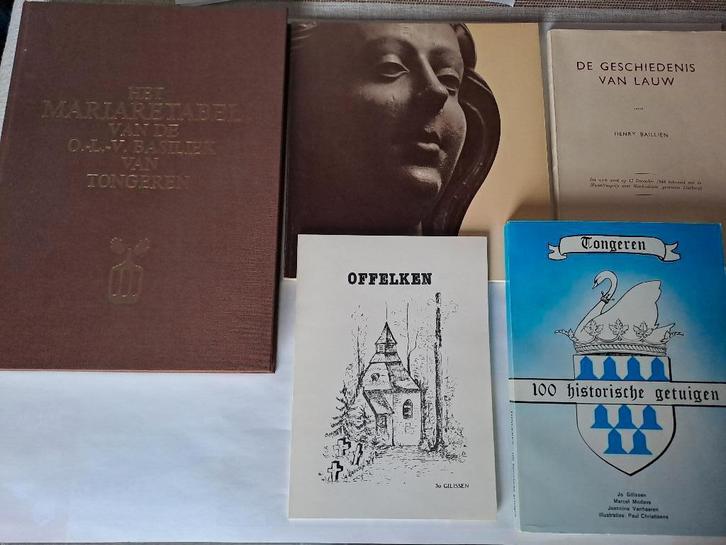 HET
MARIARETABEL
VAN DE
O.-L.-V. BASILIEK
VAN
TONGEREN
DE GESCHIEDENIS
VAN LAUW
DOOR
HENRY BAILLIEN
OFFELKEN
Jo GILISSEN
Tongeren
100 historische getuigen
Jo Gilissen
Marcel Modave
Jeannine Vanhaeren
Illustraties: Paul Christiaens